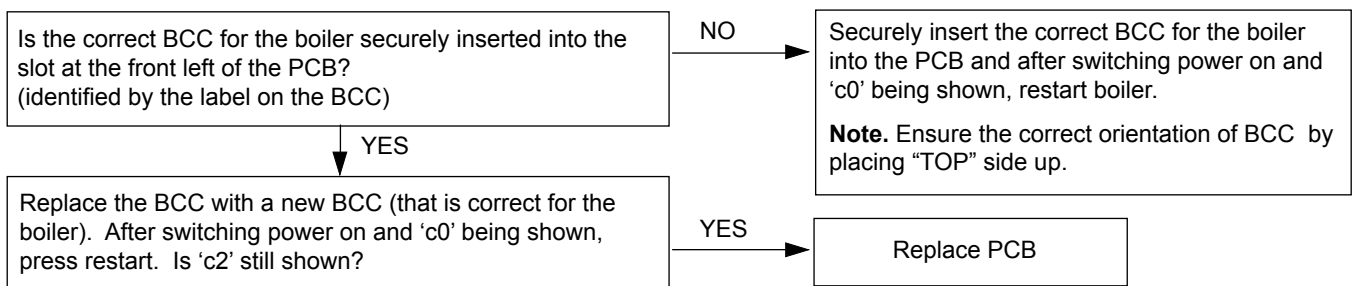 Is the correct BCC for the boiler securely inserted into the
slot at the front left of the PCB?
(identified by the label on the BCC)
NO
Securely insert the correct BCC for the boiler
into the PCB and after switching power on and
‘c0’ being shown, restart boiler.
Note. Ensure the correct orientation of BCC by
placing “TOP” side up.
YES
Replace the BCC with a new BCC (that is correct for the
boiler). After switching power on and ‘c0’ being shown,
press restart. Is ‘c2’ still shown?
YES
Replace PCB